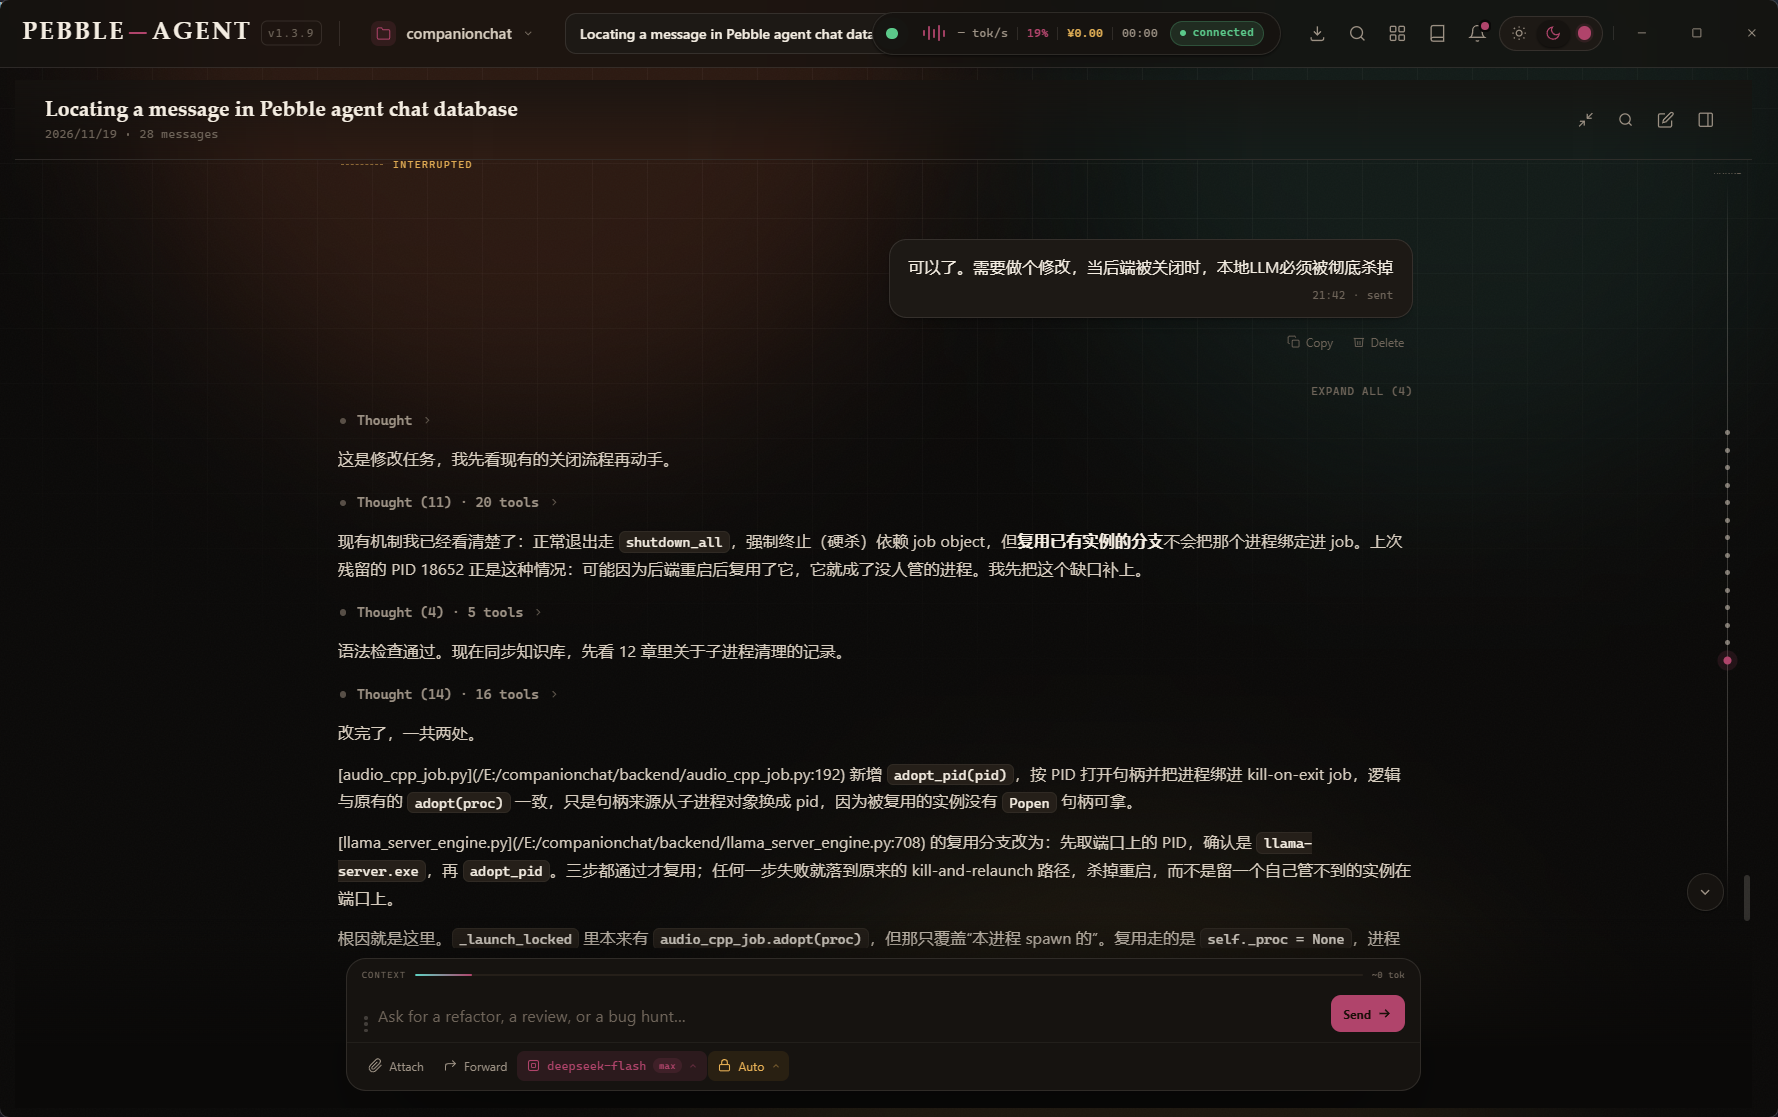 PEBBLE—AGENT v1.3.9
companionchat
Locating a message in Pebble agent chat data
— tok/s 19% ¥0.00 00:00 connected
Locating a message in Pebble agent chat database
2026/11/19 · 28 messages
INTERRUPTED
可以了。需要做个修改，当后端被关闭时，本地LLM必须被彻底杀掉
21:42 · sent
Copy Delete
EXPAND ALL (4)
Thought
这是修改任务，我先看现有的关闭流程再动手。
Thought (11) · 20 tools
现有机制我已经看清楚了：正常退出走 shutdown_all，强制终止（硬杀）依赖 job object，但复用已有实例的分支不会把那个进程绑定进 job。上次
残留的 PID 18652 正是这种情况：可能因为后端重启后复用了它，它就成了没人管的进程。我先把这个缺口补上。
Thought (4) · 5 tools
语法检查通过。现在同步知识库，先看 12 章里关于子进程清理的记录。
Thought (14) · 16 tools
改完了，一共两处。
[audio_cpp_job.py](/E:/companionchat/backend/audio_cpp_job.py:192) 新增 adopt_pid(pid)，按 PID 打开句柄并把进程绑进 kill-on-exit job，逻辑
与原有的 adopt(proc) 一致，只是句柄来源从子进程对象换成 pid，因为被复用的实例没有 Popen 句柄可拿。
[llama_server_engine.py](/E:/companionchat/backend/llama_server_engine.py:708) 的复用分支改为：先取端口上的 PID，确认是 llama-
server.exe，再 adopt_pid。三步都通过才复用；任何一步失败就落到原来的 kill-and-relaunch 路径，杀掉重启，而不是留一个自己管不到的实例在
端口上。
根因就是这里。_launch_locked 里本来有 audio_cpp_job.adopt(proc)，但那只覆盖“本进程 spawn 的”。复用走的是 self._proc = None，进程
CONTEXT ~0 tok
Ask for a refactor, a review, or a bug hunt...
Send
Attach Forward deepseek-flash max Auto